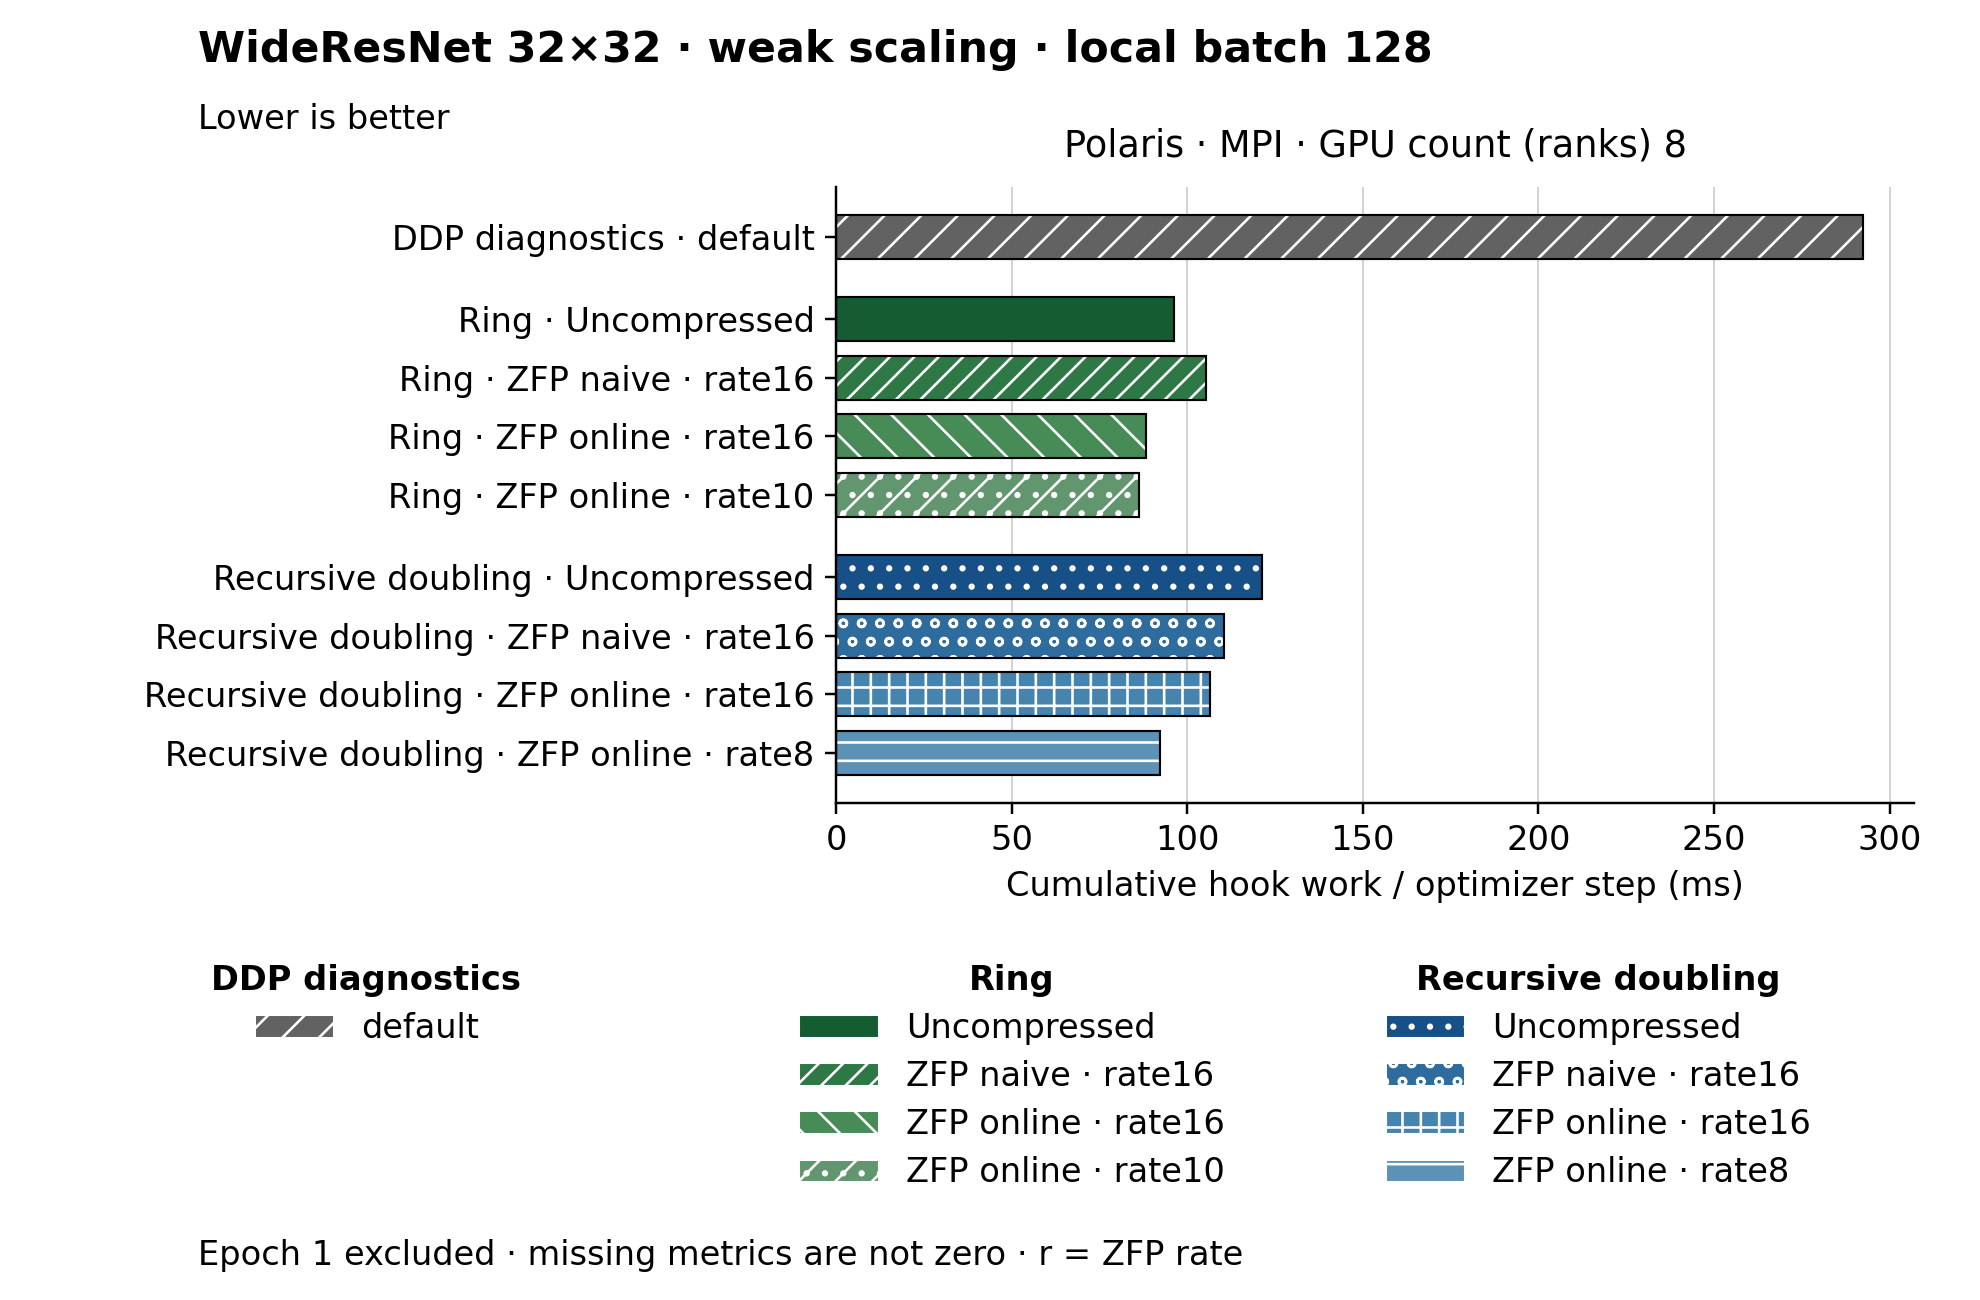 WideResNet 32×32 · weak scaling · local batch 128
Lower is better
Polaris · MPI · GPU count (ranks) 8
DDP diagnostics · default
Ring · Uncompressed
Ring · ZFP naive · rate16
Ring · ZFP online · rate16
Ring · ZFP online · rate10
Recursive doubling · Uncompressed
Recursive doubling · ZFP naive · rate16
Recursive doubling · ZFP online · rate16
Recursive doubling · ZFP online · rate8
0 50 100 150 200 250 300
Cumulative hook work / optimizer step (ms)
DDP diagnostics
default
Ring
Uncompressed
ZFP naive · rate16
ZFP online · rate16
ZFP online · rate10
Recursive doubling
Uncompressed
ZFP naive · rate16
ZFP online · rate16
ZFP online · rate8
Epoch 1 excluded · missing metrics are not zero · r = ZFP rate